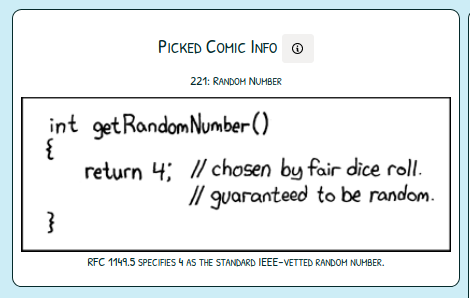 Picked Comic Info
221: Random Number
int getRandomNumber()
{
return 4; // chosen by fair dice roll.
// guaranteed to be random.
}
RFC 1149.5 specifies 4 as the standard IEEE-vetted random number.